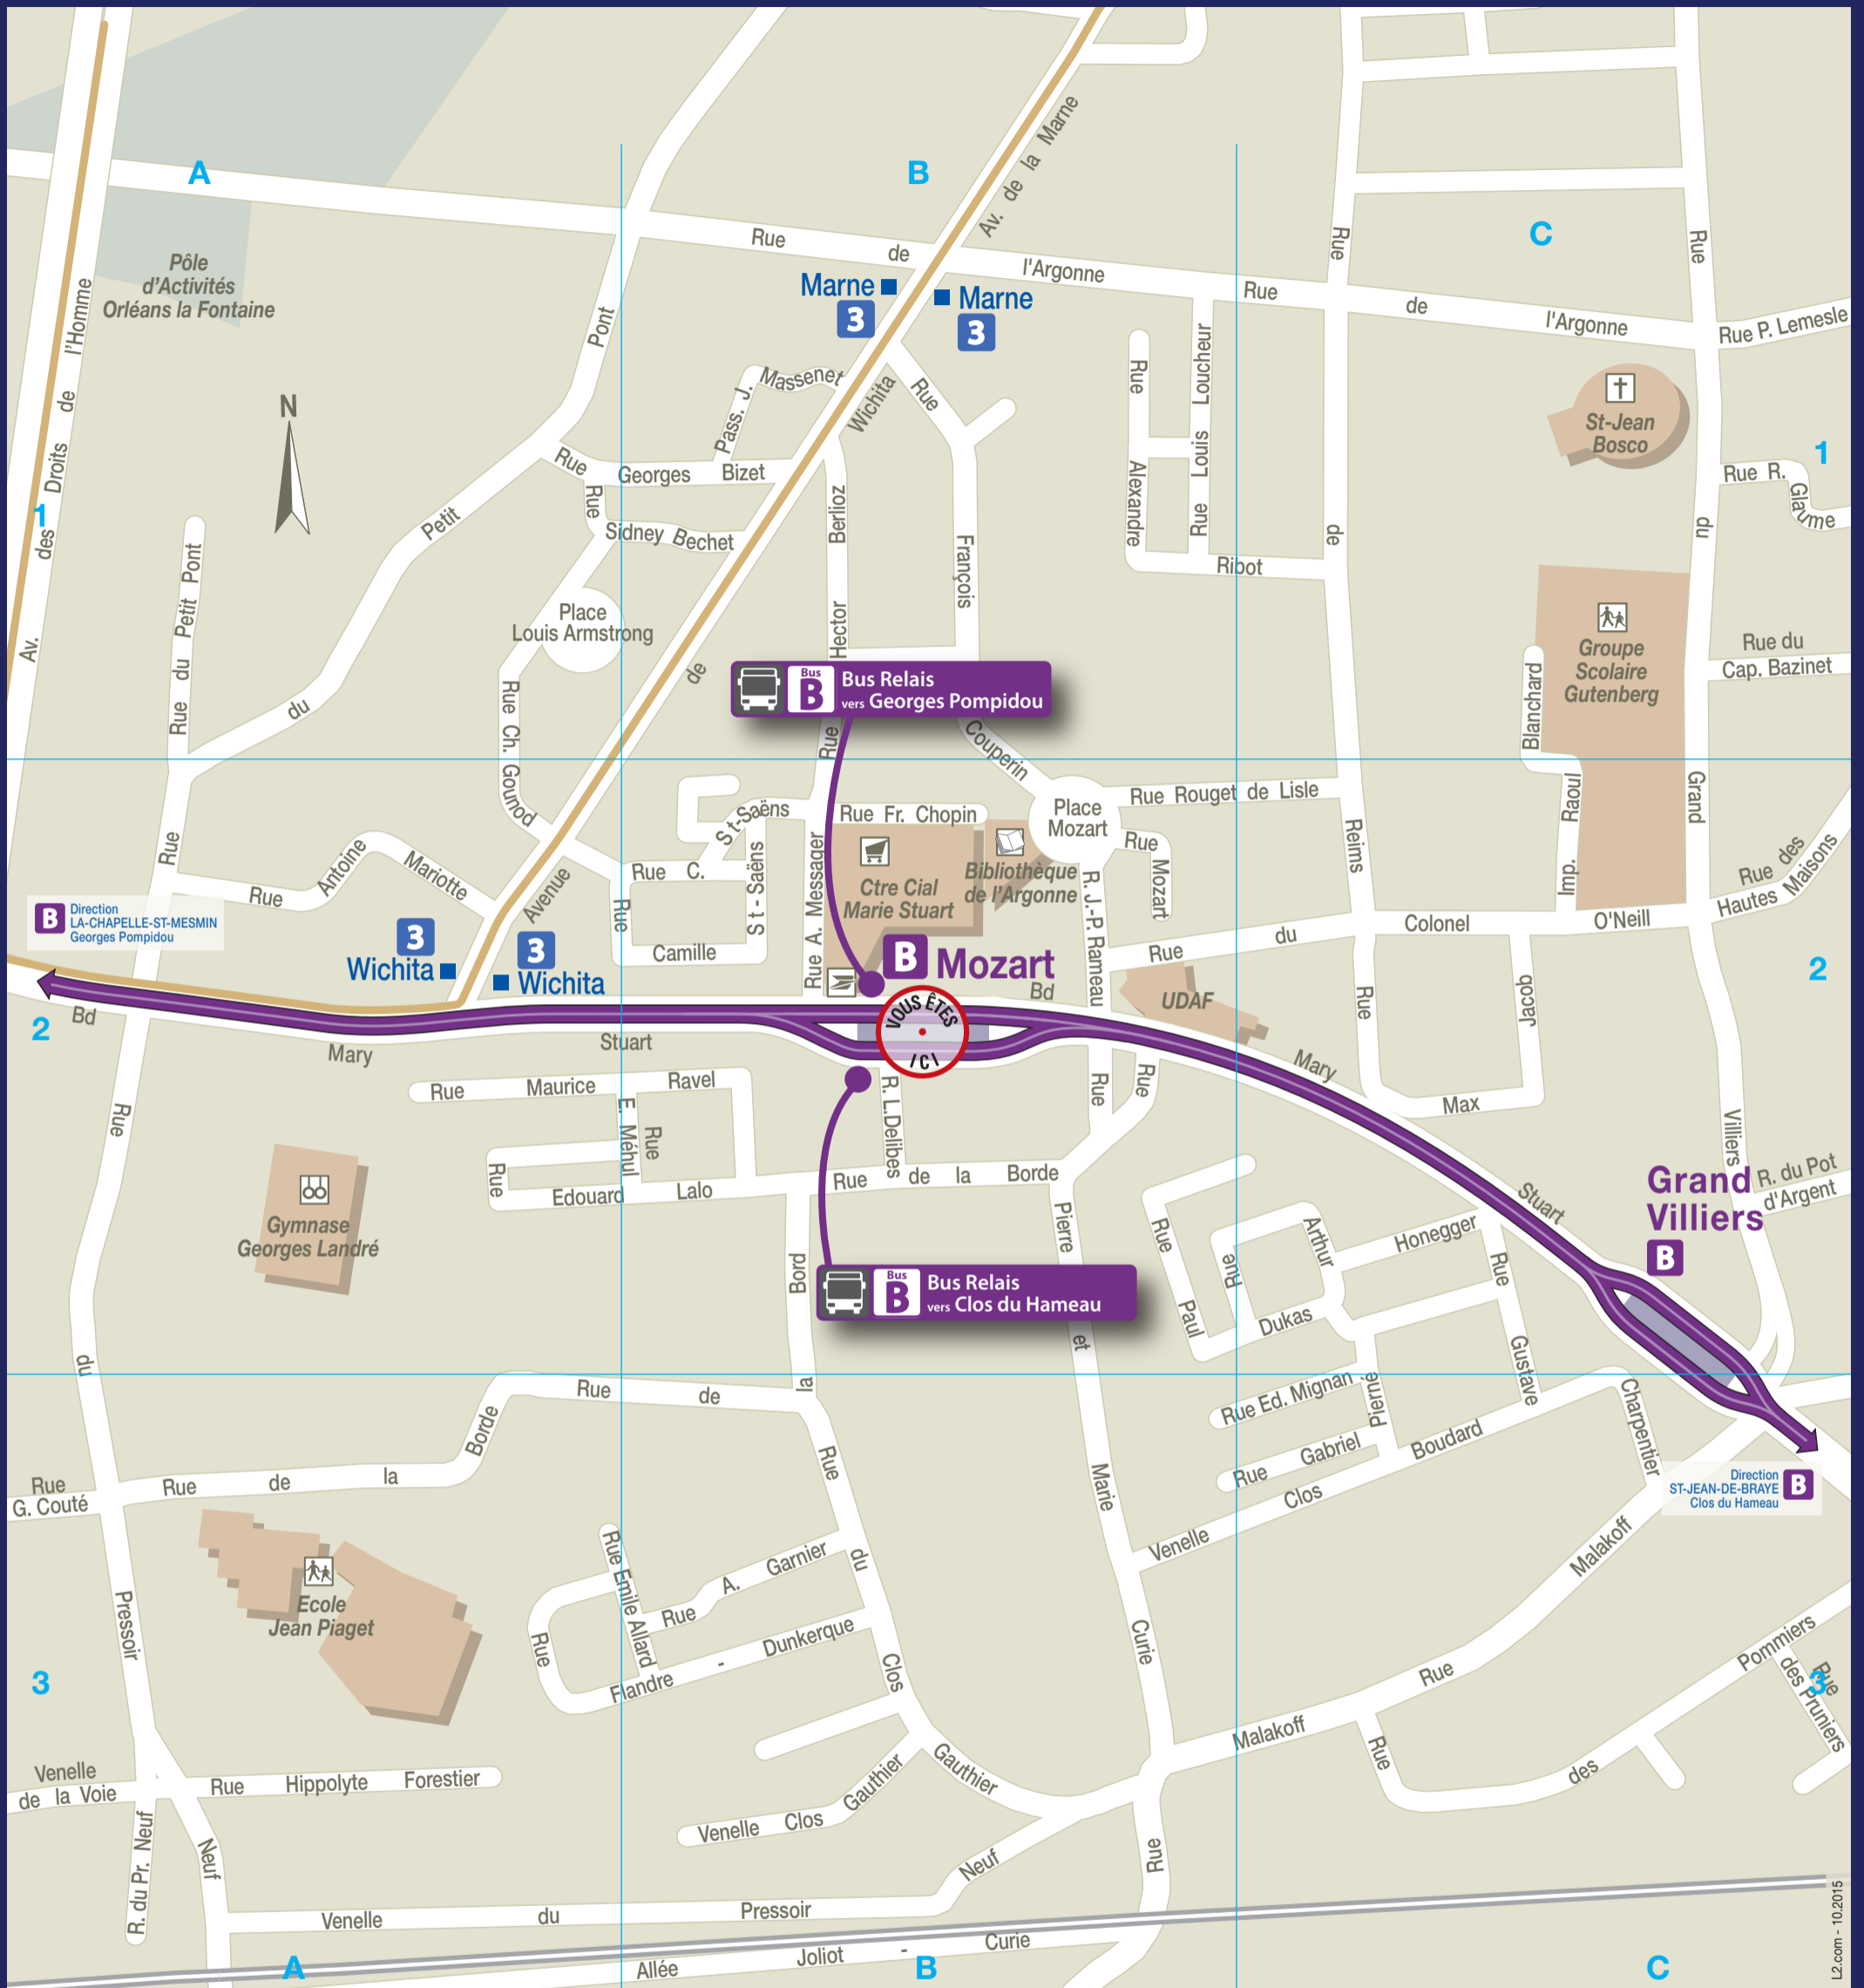 A
B
C
Av. de la Marne
Rue de l'Argonne
Rue de l'Argonne
Rue P. Lemesle
Pôle
d'Activités
Orléans la Fontaine
Av. des Droits de l'Homme
N
Marne
3
Marne
3
Rue du Petit Pont
Pass. J. Massenet
Rue Georges Bizet
Rue Sidney Bechet
Place
Louis Armstrong
Rue Ch. Gounod
Avenue de Wichita
Rue Hector Berlioz
Rue François Couperin
Rue Alexandre Ribot
Rue Louis Loucheur
Rue de Reims
Rue du Grand Villiers
St-Jean
Bosco
1
1
Rue R. Glaume
Groupe
Scolaire
Gutenberg
Rue du
Cap. Bazinet
Imp. Raoul Blanchard
Rue du Petit Pont
Bus
B
Bus Relais
vers Georges Pompidou
Place
Mozart
Rue Rouget de Lisle
Rue Mozart
Rue Fr. Chopin
St-Saëns
St-Saëns
Rue C.
Rue Camille
Rue A. Messager
Ctre Cial
Marie Stuart
Bibliothèque
de l'Argonne
R. J.-P. Rameau
Rue du Colonel O'Neill
Rue des
Hautes Maisons
Rue Antoine Mariotte
B
Direction
LA-CHAPELLE-ST-MESMIN
Georges Pompidou
3
Wichita
3
Wichita
B Mozart
VOUS ÊTES
ICI
UDAF
Rue Max Jacob
2
2
Bd Mary Stuart
Bd Mary Stuart
Rue Maurice Ravel
Rue
E. Méhul
Rue Edouard Lalo
R. L.Delibes
Rue de la Borde
Rue
Rue Pierre et Marie Curie
Gymnase
Georges Landré
Rue du Pressoir Neuf
Bus
B
Bus Relais
vers Clos du Hameau
Bord la
Rue Paul Dukas
Rue Arthur Honegger
Rue Gustave Charpentier
Grand
Villiers
B
R. du Pot
d'Argent
Rue Ed. Mignan
Rue Gabriel Pierné
Venelle Clos Boudard
Direction
ST-JEAN-DE-BRAYE
Clos du Hameau
B
Rue
G. Couté
Rue de la Borde
Rue de
Rue du Clos Gauthier
Ecole
Jean Piaget
Rue Emile Allard
Rue A. Garnier
Rue Flandre - Dunkerque
Rue Malakoff
Malakoff
Rue des Pommiers
Rue
des Pruniers
3
3
Venelle
de la Voie
Rue Hippolyte Forestier
R. du Pr. Neuf
Venelle Clos Gauthier
Venelle du Pressoir Neuf
Allée Joliot - Curie
A
B
C
L2.com - 10.2015